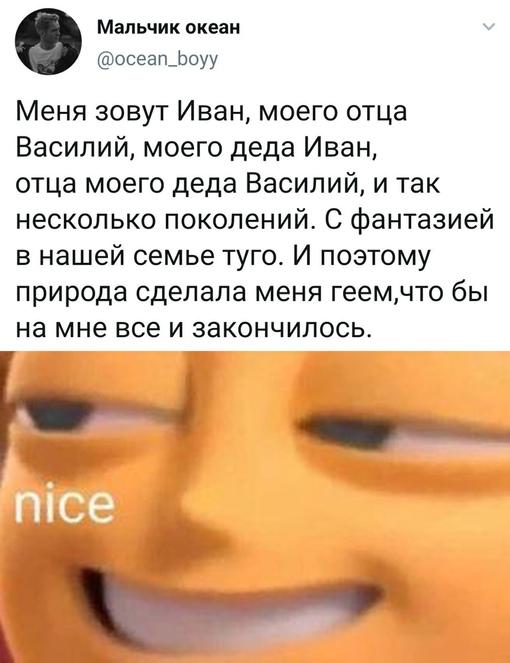 Мальчик океан
@ocean_boyy
Меня зовут Иван, моего отца
Василий, моего деда Иван,
отца моего деда Василий, и так
несколько поколений. С фантазией
в нашей семье туго. И поэтому
природа сделала меня геем,что бы
на мне все и закончилось.
nice